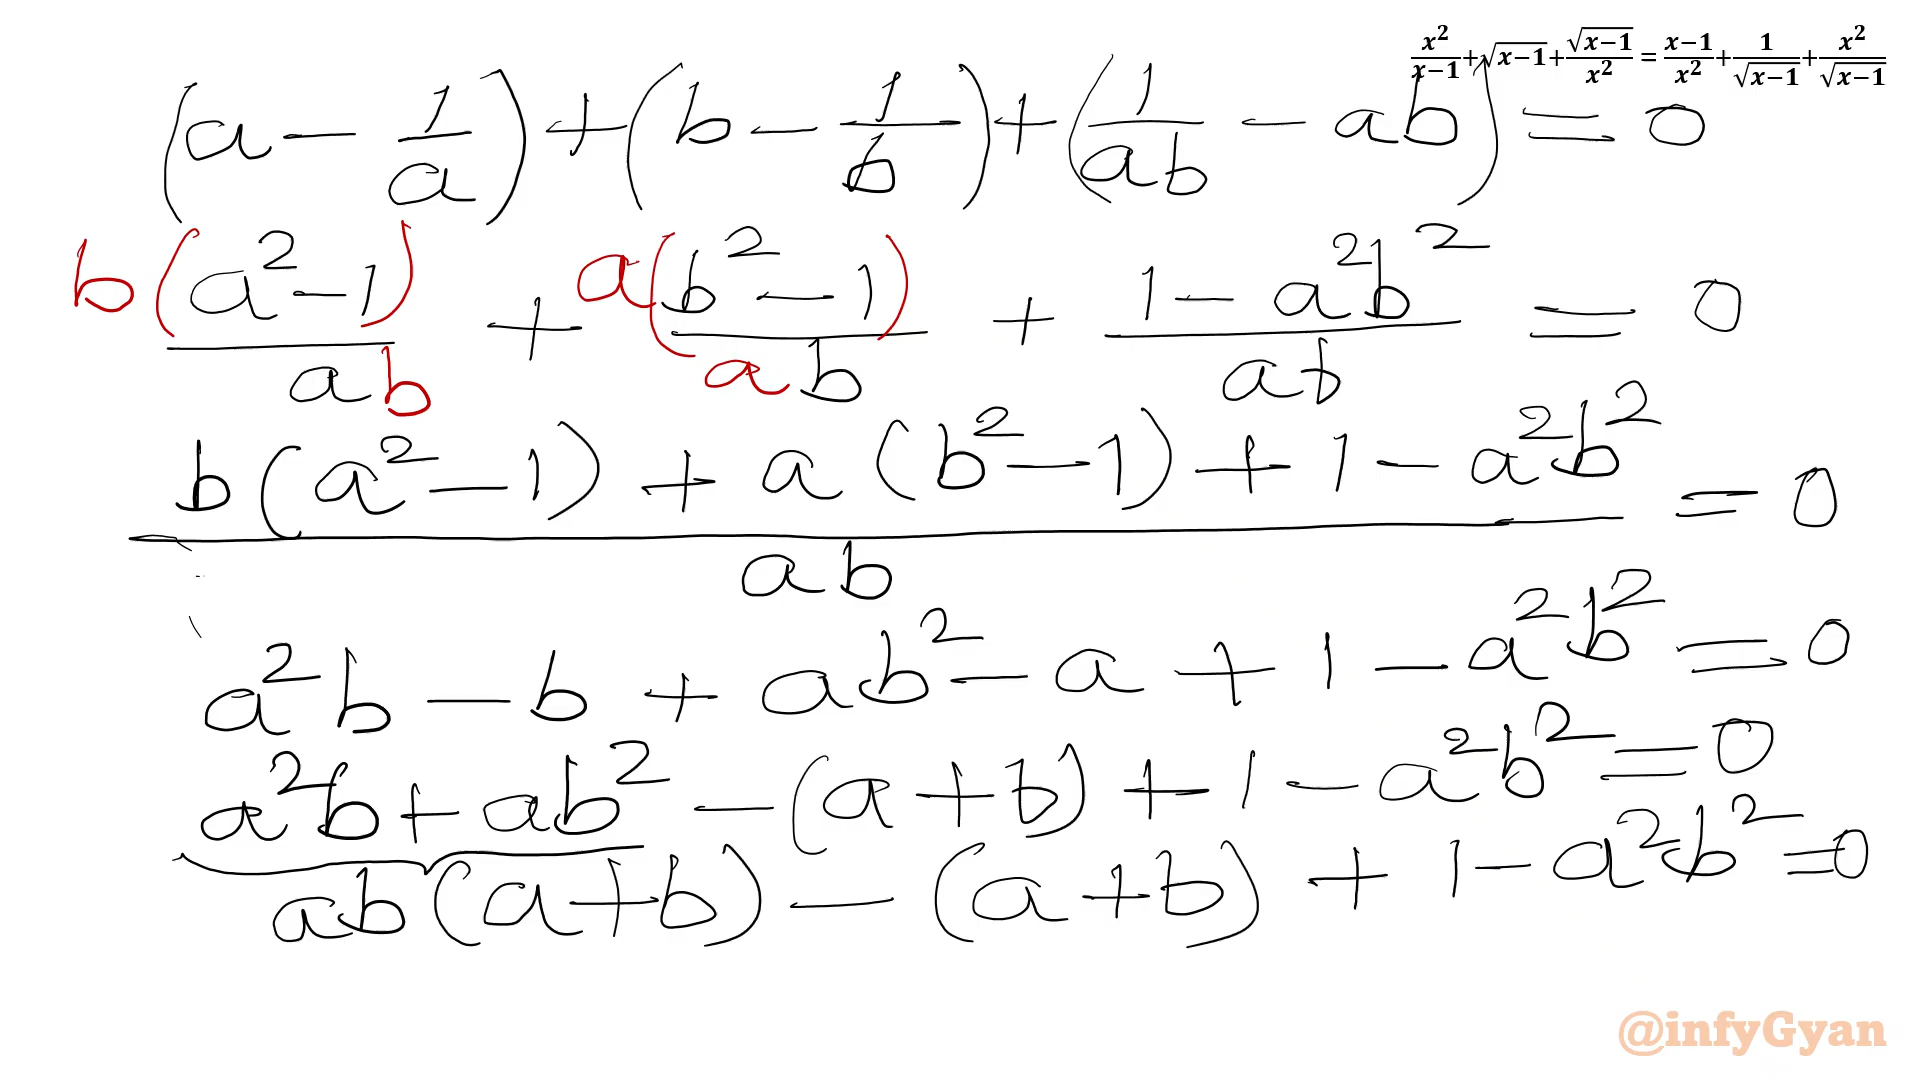 x²/(x−1) + √(x−1) + √(x−1)/x² = (x−1)/x² + 1/√(x−1) + x²/√(x−1)
(a − 1/a) + (b − 1/b) + (1/ab − ab) = 0
b(a² − 1)/ab + a(b² − 1)/ab + (1 − a²b²)/ab = 0
(b(a² − 1) + a(b² − 1) + 1 − a²b²)/ab = 0
a²b − b + ab² − a + 1 − a²b² = 0
a²b + ab² − (a + b) + 1 − a²b² = 0
ab(a + b) − (a + b) + 1 − a²b² = 0
@infyGyan